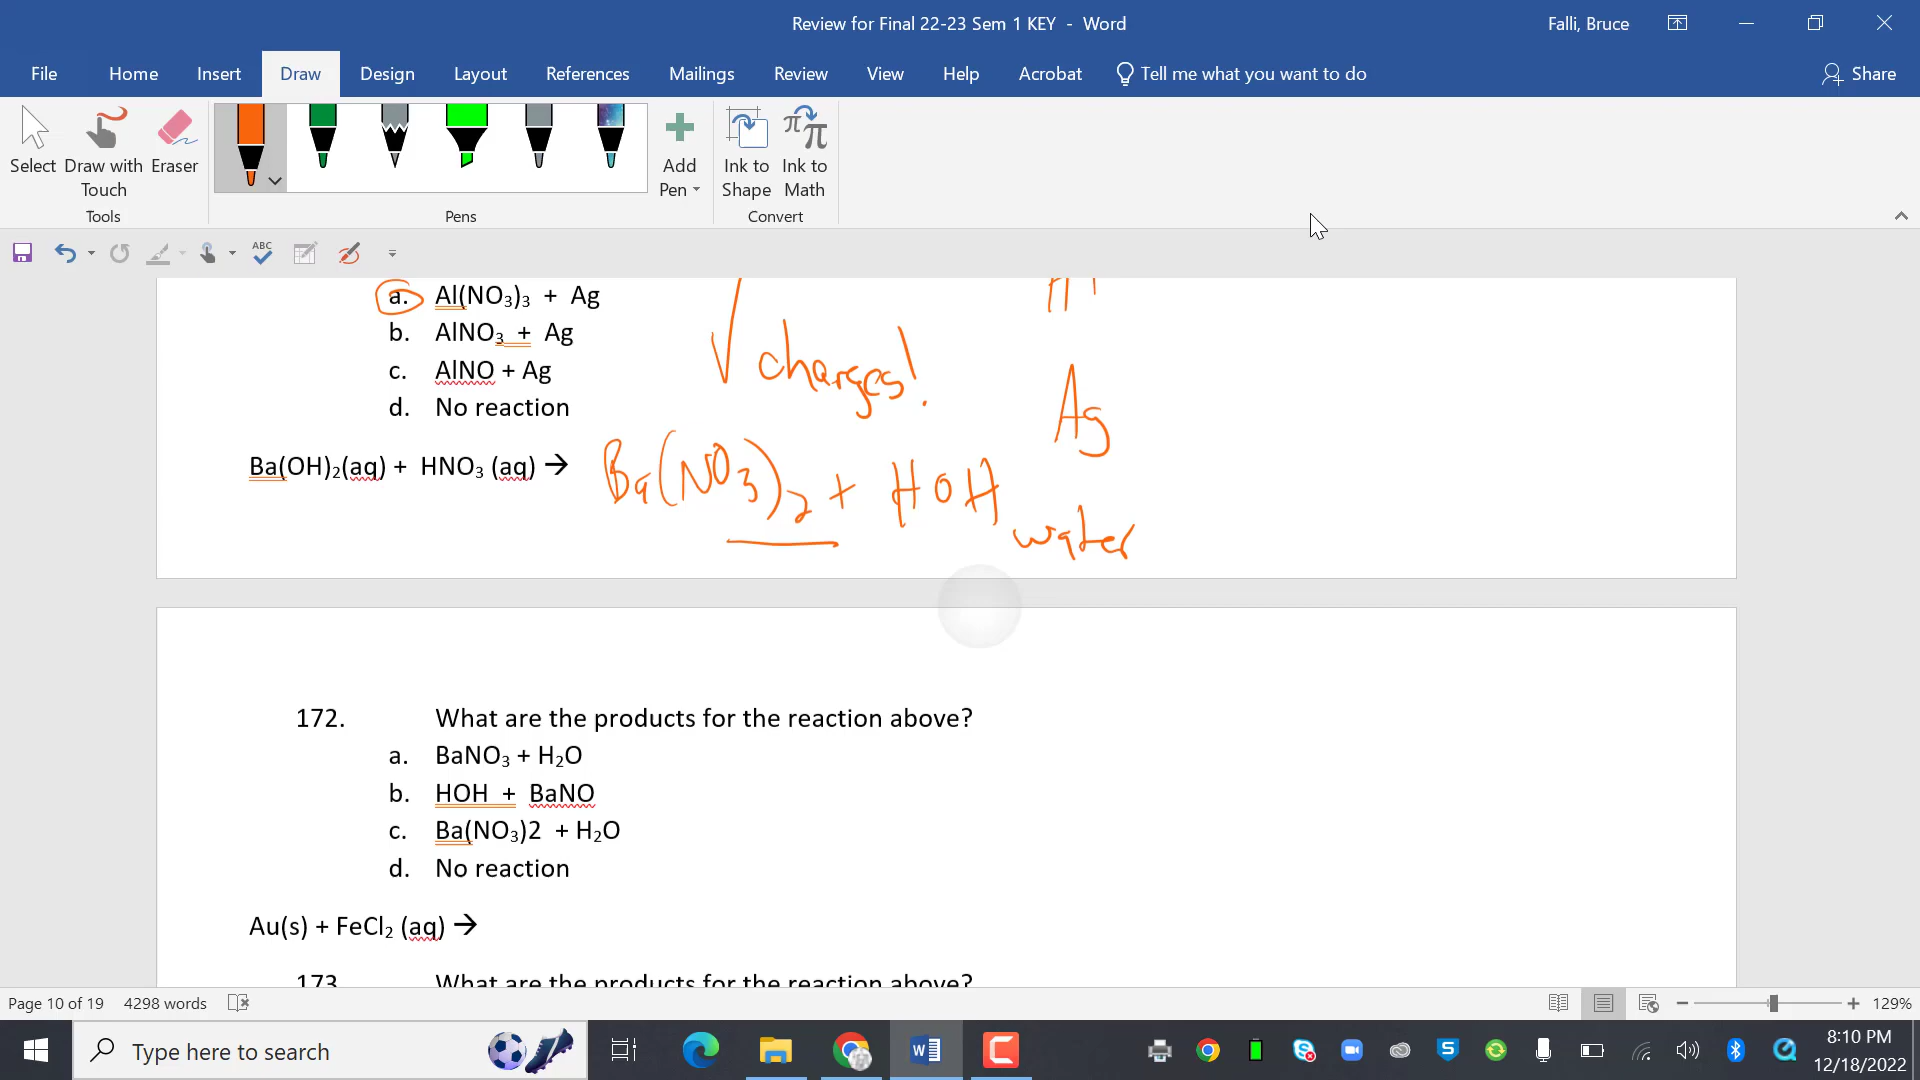 Review for Final 22-23 Sem 1 KEY - Word
Falli, Bruce
File Home Insert Draw Design Layout References Mailings Review View Help Acrobat Tell me what you want to do Share
Select Draw with Touch Eraser Add Pen Ink to Shape Ink to Math
Tools Pens Convert
ABC
a. Al(NO₃)₃ + Ag
b. AlNO₃ + Ag
c. AlNO + Ag
d. No reaction
charges!
Ag
Ba(OH)₂(aq) + HNO₃ (aq) → Ba(NO₃)₂ + HOH
water
172. What are the products for the reaction above?
a. BaNO₃ + H₂O
b. HOH + BaNO
c. Ba(NO₃)2 + H₂O
d. No reaction
Au(s) + FeCl₂ (aq) →
173. What are the products for the reaction above?
Page 10 of 19 4298 words 129%
Type here to search
8:10 PM
12/18/2022